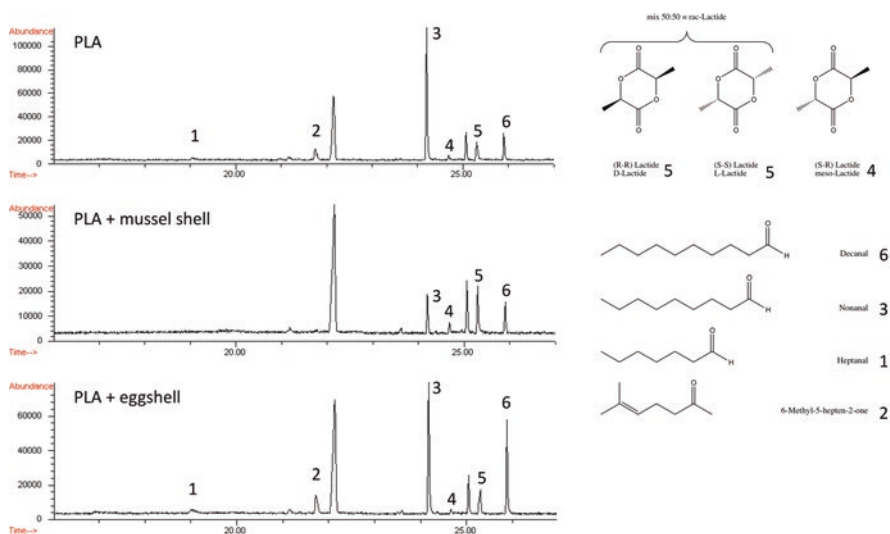 Abundance
PLA
100000
80000
60000
40000
20000
0
1
2
3
4
5
6
Time-->
20.00
25.00
Abundance
PLA + mussel shell
50000
40000
30000
20000
10000
0
3
4
5
6
Time-->
20.00
25.00
Abundance
PLA + eggshell
60000
40000
20000
0
1
2
3
4
5
6
Time-->
20.00
25.00
mix 50:50 = rac-Lactide
O
O
O
O
O
O
O
O
O
O
O
O
(R-R) Lactide
D-Lactide 5
(S-S) Lactide
L-Lactide 5
(S-R) Lactide
meso-Lactide 4
O
H
Decanal 6
O
H
Nonanal 3
O
H
Heptanal 1
O
6-Methyl-5-hepten-2-one 2